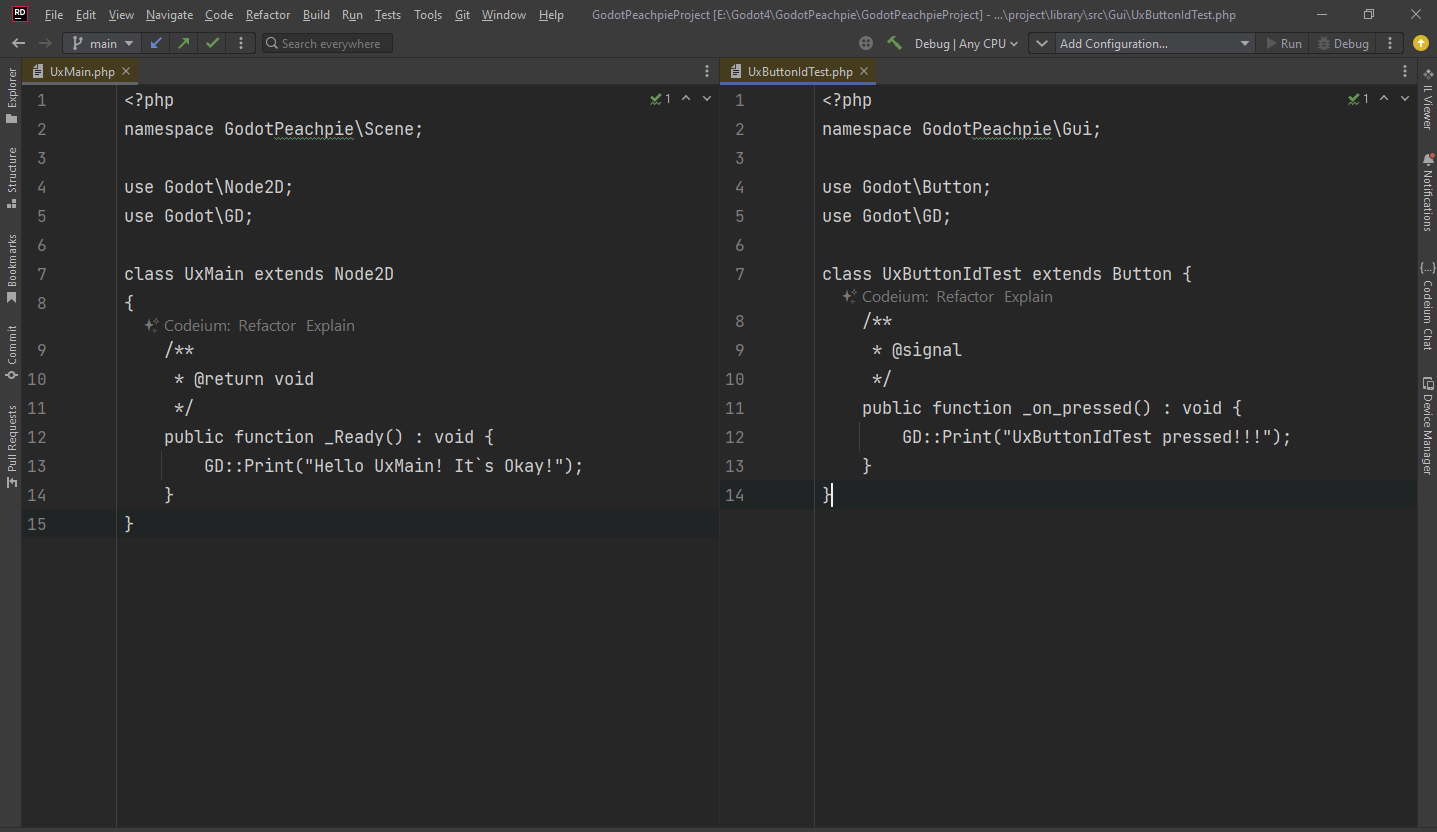 RD File Edit View Navigate Code Refactor Build Run Tests Tools Git Window Help GodotPeachpieProject [E:\Godot4\GodotPeachpie\GodotPeachpieProject] - ...\project\library\src\Gui\UxButtonIdTest.php
main Search everywhere Debug | Any CPU Add Configuration... Run Debug
Explorer
Structure
Bookmarks
Commit
Pull Requests
UxMain.php
1
1 <?php
2 namespace GodotPeachpie\Scene;
3
4 use Godot\Node2D;
5 use Godot\GD;
6
7 class UxMain extends Node2D
8 {
Codeium: Refactor Explain
9 /**
10 * @return void
11 */
12 public function _Ready() : void {
13 GD::Print("Hello UxMain! It`s Okay!");
14 }
15 }
UxButtonIdTest.php
1
1 <?php
2 namespace GodotPeachpie\Gui;
3
4 use Godot\Button;
5 use Godot\GD;
6
7 class UxButtonIdTest extends Button {
Codeium: Refactor Explain
8 /**
9 * @signal
10 */
11 public function _on_pressed() : void {
12 GD::Print("UxButtonIdTest pressed!!!");
13 }
14 }
IL Viewer
Notifications
{...} Codeium Chat
Device Manager